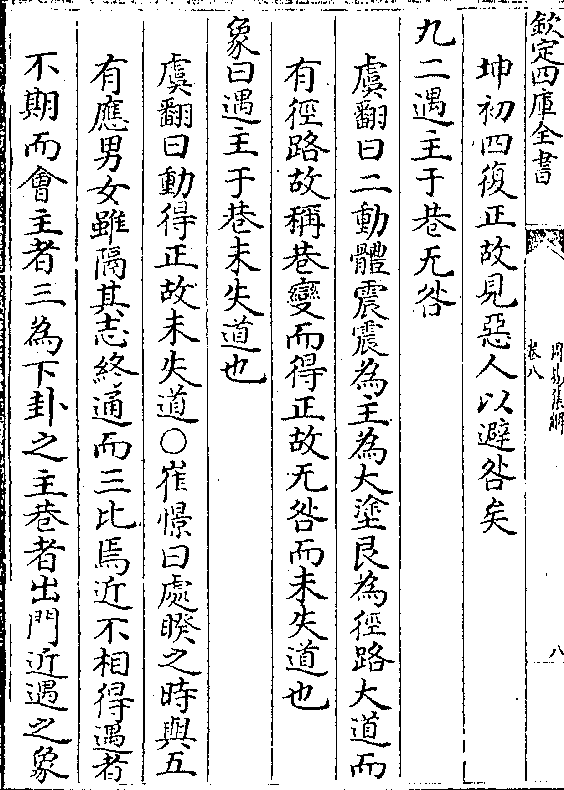 欽定四庫全書
周易集解
卷八
八
坤初四復正故見惡人以避咎矣
九二遇主于巷无咎
虞翻曰二動體震震為主為大塗艮為徑路大道而
有徑路故稱巷變而得正故无咎而未失道也
象曰遇主于巷未失道也
虞翻曰動得正故未失道○崔憬曰處睽之時與五
有應男女雖隔其志終通而三比焉近不相得遇者
不期而會主者三為下卦之主巷者出門近遇之象